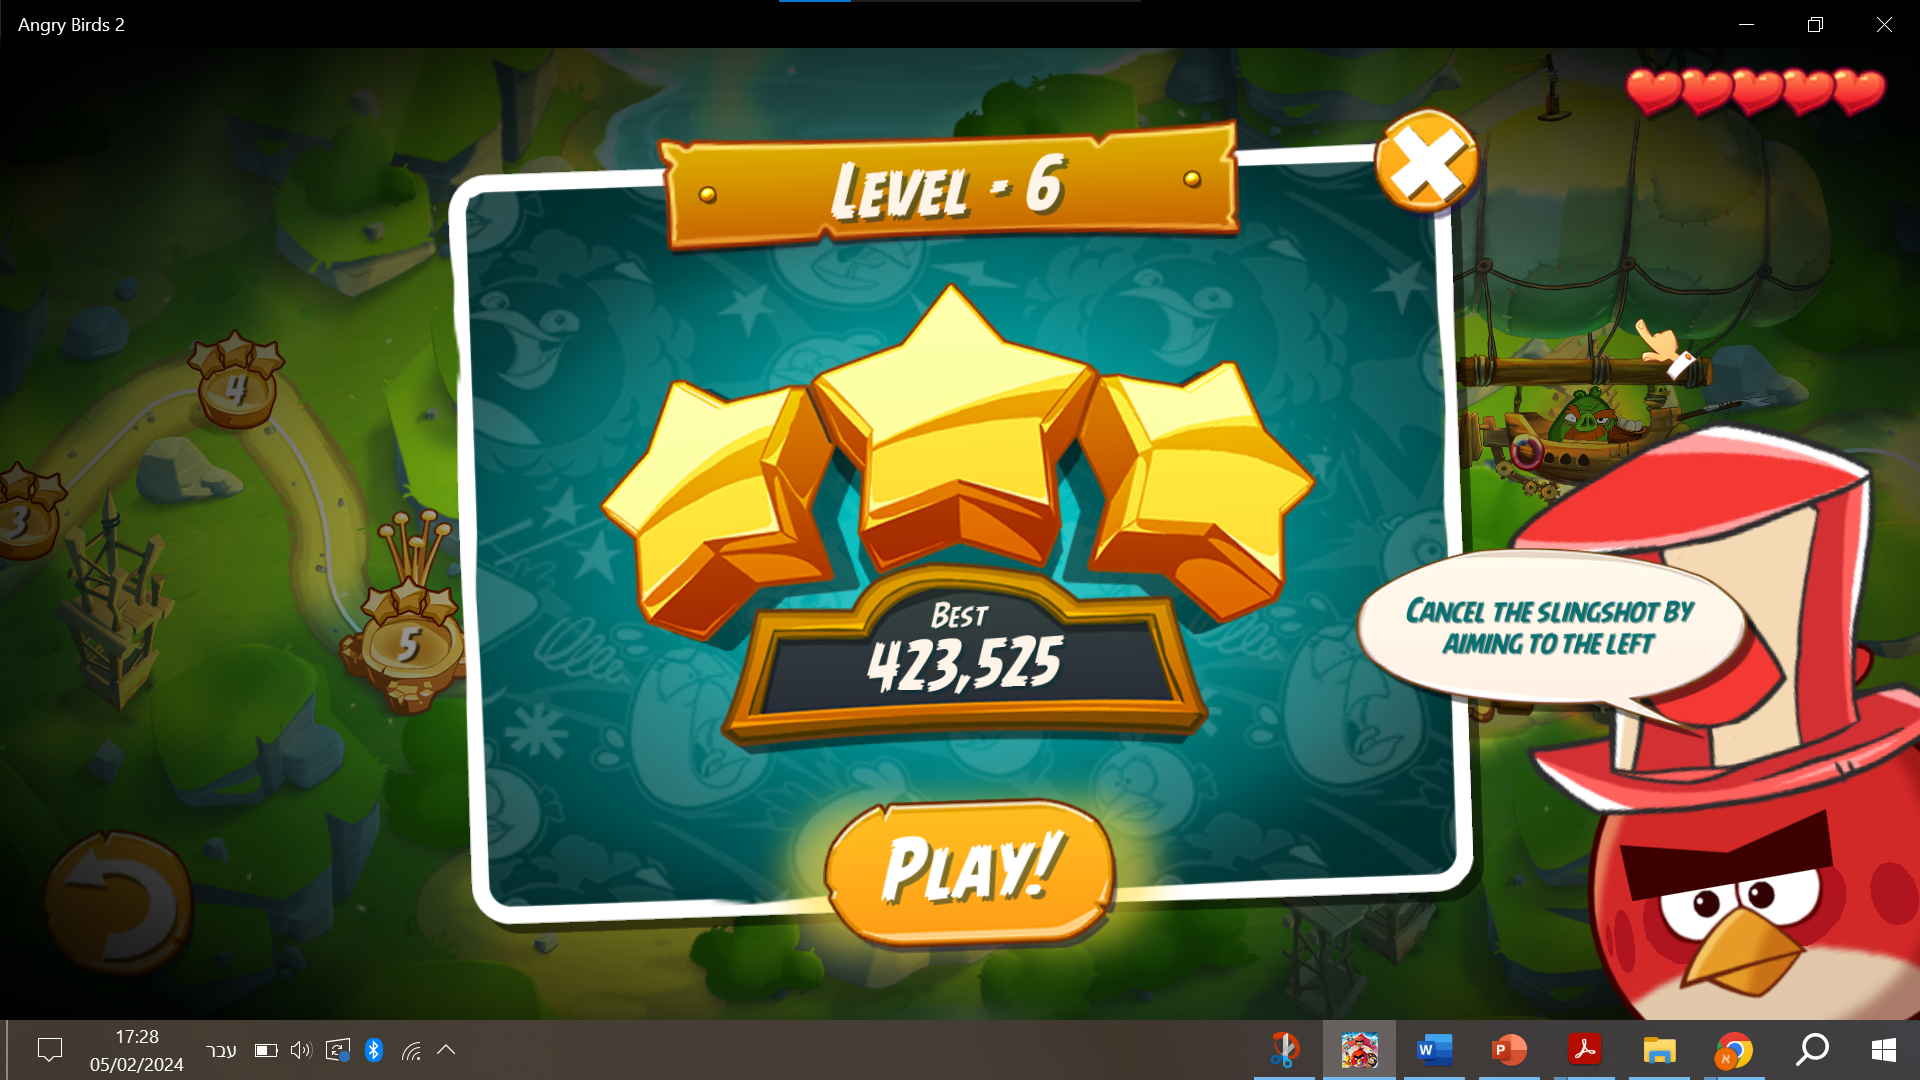 Angry Birds 2
LEVEL - 6
4
3
5
BEST
423,525
CANCEL THE SLINGSHOT BY
AIMING TO THE LEFT
PLAY!
17:28
05/02/2024
עבר
W
P
א